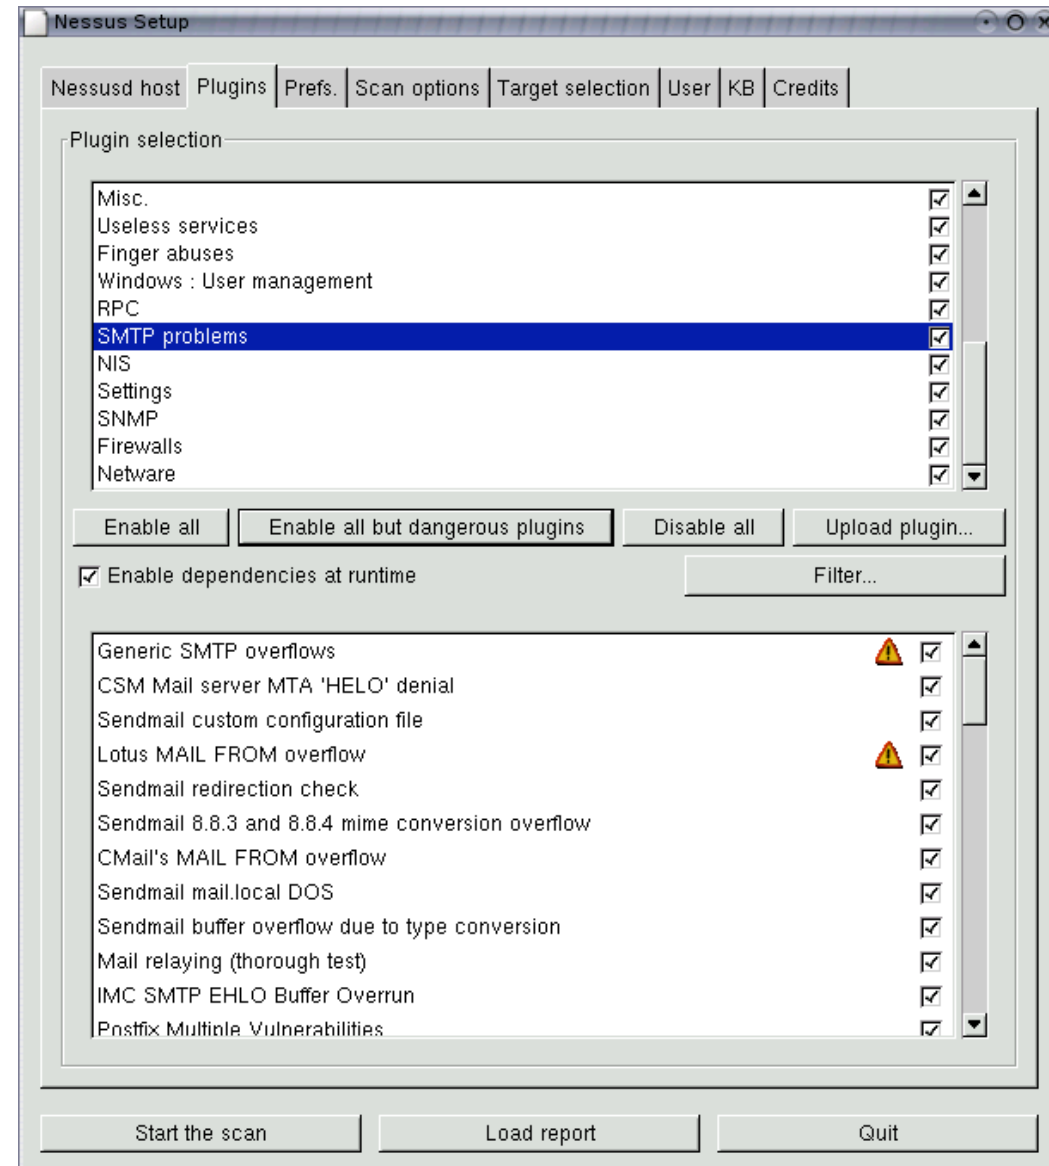 Nessus Setup
Nessusd host Plugins Prefs. Scan options Target selection User KB Credits
Plugin selection
Misc.
Useless services
Finger abuses
Windows : User management
RPC
SMTP problems
NIS
Settings
SNMP
Firewalls
Netware
Enable all Enable all but dangerous plugins Disable all Upload plugin...
Enable dependencies at runtime Filter...
Generic SMTP overflows
CSM Mail server MTA 'HELO' denial
Sendmail custom configuration file
Lotus MAIL FROM overflow
Sendmail redirection check
Sendmail 8.8.3 and 8.8.4 mime conversion overflow
CMail's MAIL FROM overflow
Sendmail mail.local DOS
Sendmail buffer overflow due to type conversion
Mail relaying (thorough test)
IMC SMTP EHLO Buffer Overrun
Postfix Multiple Vulnerabilities
Start the scan Load report Quit